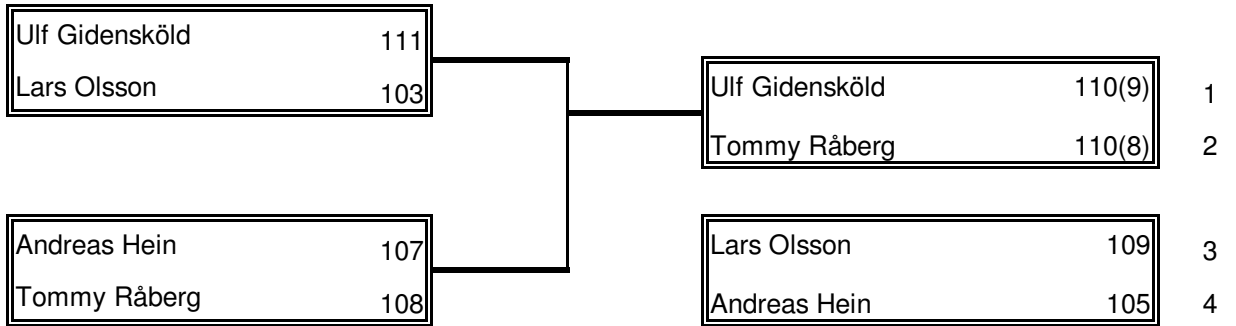 Ulf Gidensköld 111
Lars Olsson 103
Ulf Gidensköld 110(9) 1
Tommy Råberg 110(8) 2
Andreas Hein 107
Tommy Råberg 108
Lars Olsson 109 3
Andreas Hein 105 4